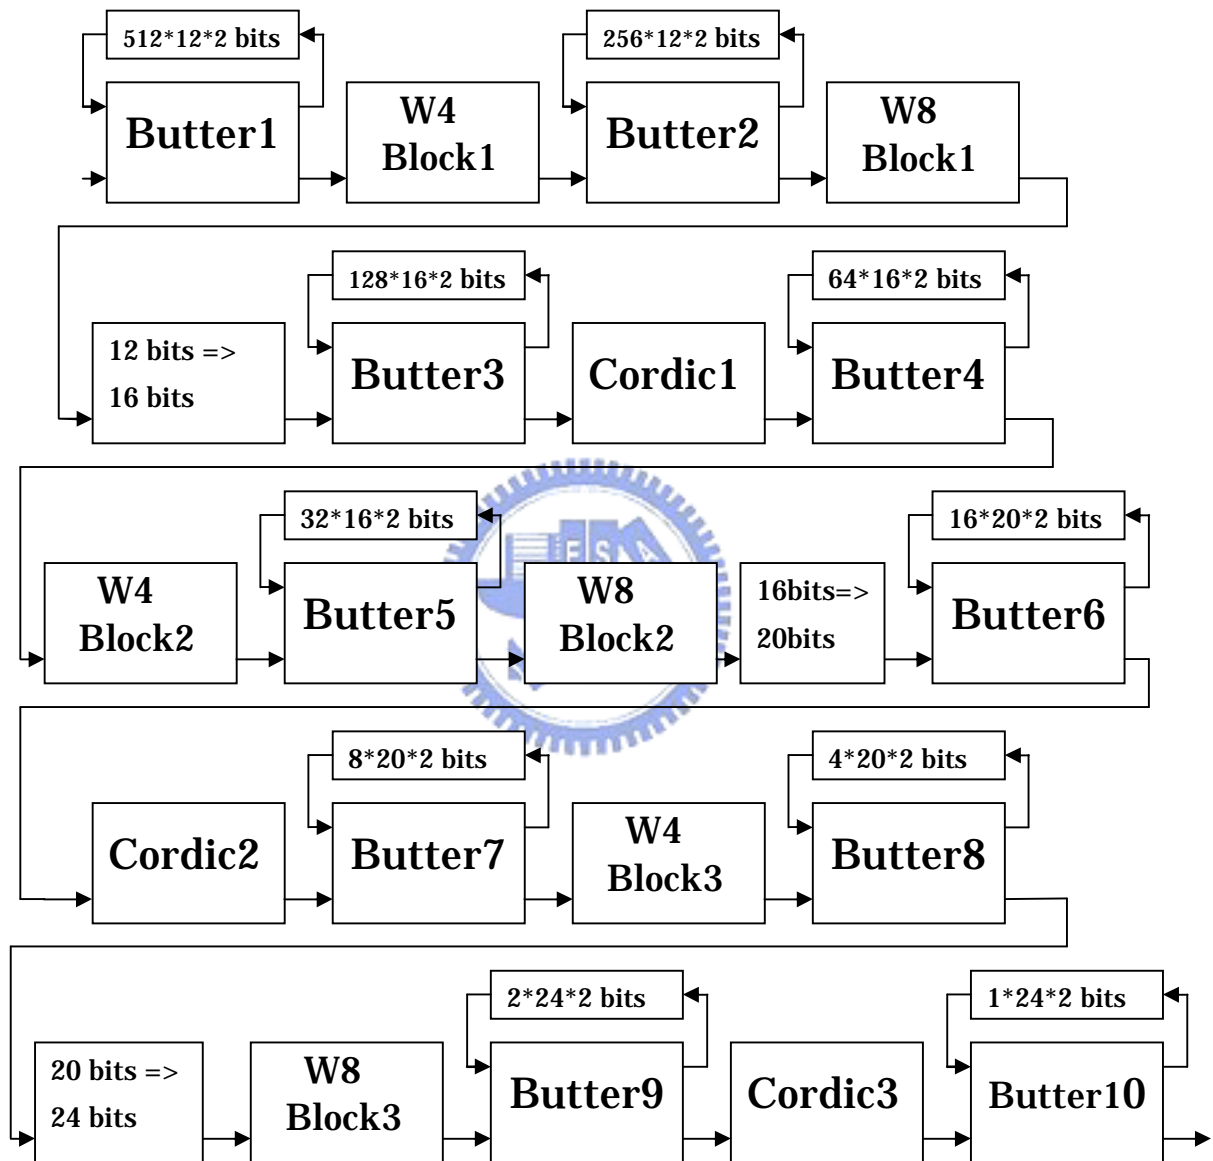 512*12*2 bits
256*12*2 bits
Butter1
W4
Block1
Butter2
W8
Block1
128*16*2 bits
64*16*2 bits
12 bits =>
16 bits
Butter3
Cordic1
Butter4
32*16*2 bits
16*20*2 bits
W4
Block2
Butter5
W8
Block2
16bits=>
20bits
Butter6
8*20*2 bits
4*20*2 bits
Cordic2
Butter7
W4
Block3
Butter8
2*24*2 bits
1*24*2 bits
20 bits =>
24 bits
W8
Block3
Butter9
Cordic3
Butter10